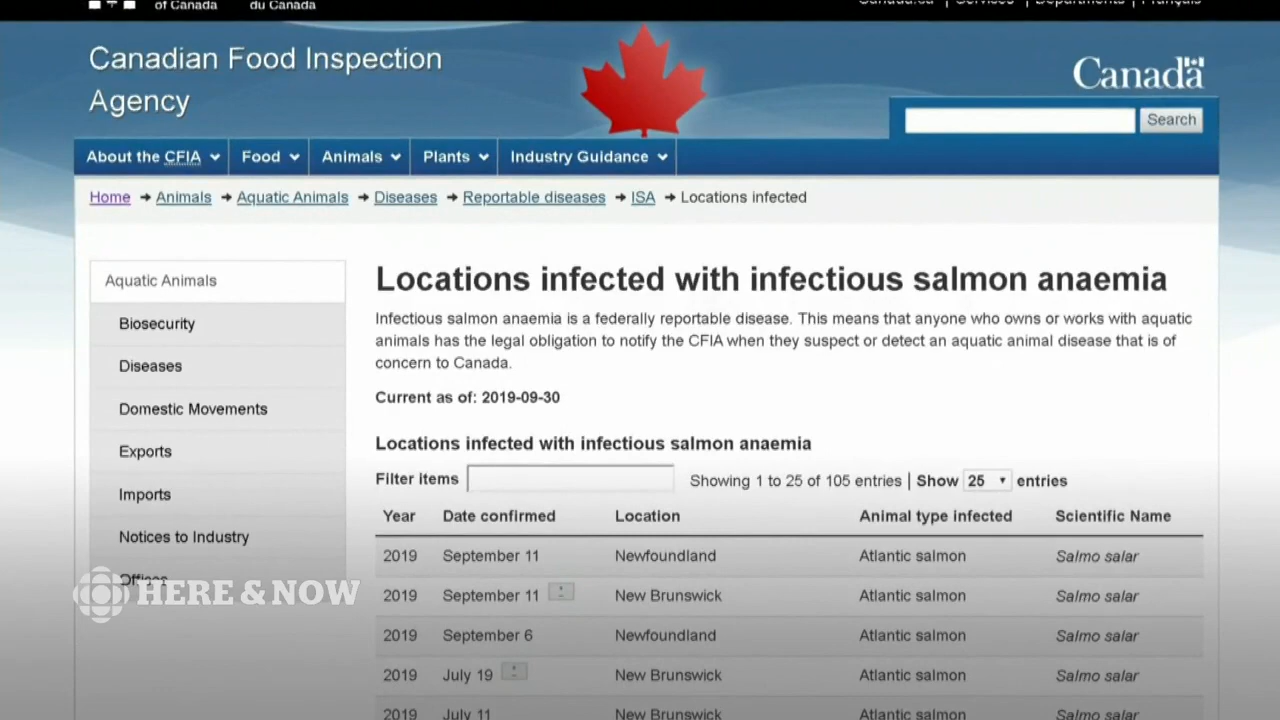 of Canada du Canada
Canada.ca | Services | Departments | Français
Canadian Food Inspection
Agency
Canada
Search
About the CFIA Food Animals Plants Industry Guidance
Home → Animals → Aquatic Animals → Diseases → Reportable diseases → ISA → Locations infected
Aquatic Animals
Biosecurity
Diseases
Domestic Movements
Exports
Imports
Notices to Industry
Offices
Locations infected with infectious salmon anaemia
Infectious salmon anaemia is a federally reportable disease. This means that anyone who owns or works with aquatic
animals has the legal obligation to notify the CFIA when they suspect or detect an aquatic animal disease that is of
concern to Canada.
Current as of: 2019-09-30
Locations infected with infectious salmon anaemia
Filter items Showing 1 to 25 of 105 entries | Show 25 entries
Year Date confirmed Location Animal type infected Scientific Name
2019 September 11 Newfoundland Atlantic salmon Salmo salar
2019 September 11 New Brunswick Atlantic salmon Salmo salar
2019 September 6 Newfoundland Atlantic salmon Salmo salar
2019 July 19 New Brunswick Atlantic salmon Salmo salar
2019 July 11 New Brunswick Atlantic salmon Salmo salar
HERE & NOW